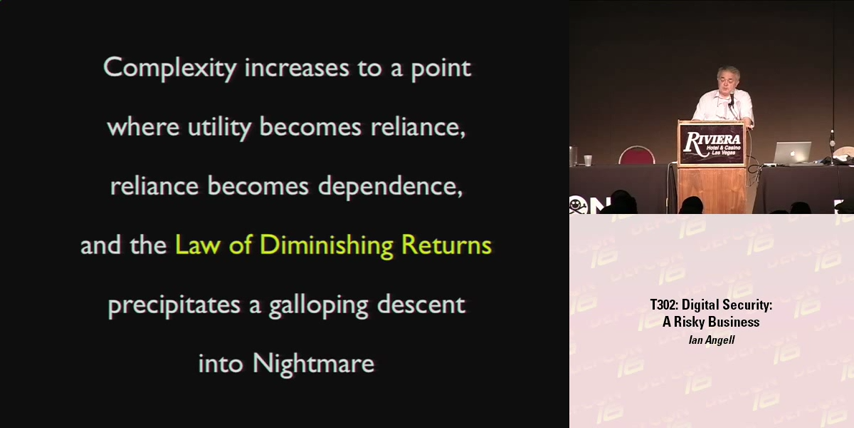 Complexity increases to a point
where utility becomes reliance,
reliance becomes dependence,
and the Law of Diminishing Returns
precipitates a galloping descent
into Nightmare
RIVIERA
Hotel & Casino
Las Vegas
ON
T302: Digital Security:
A Risky Business
Ian Angell